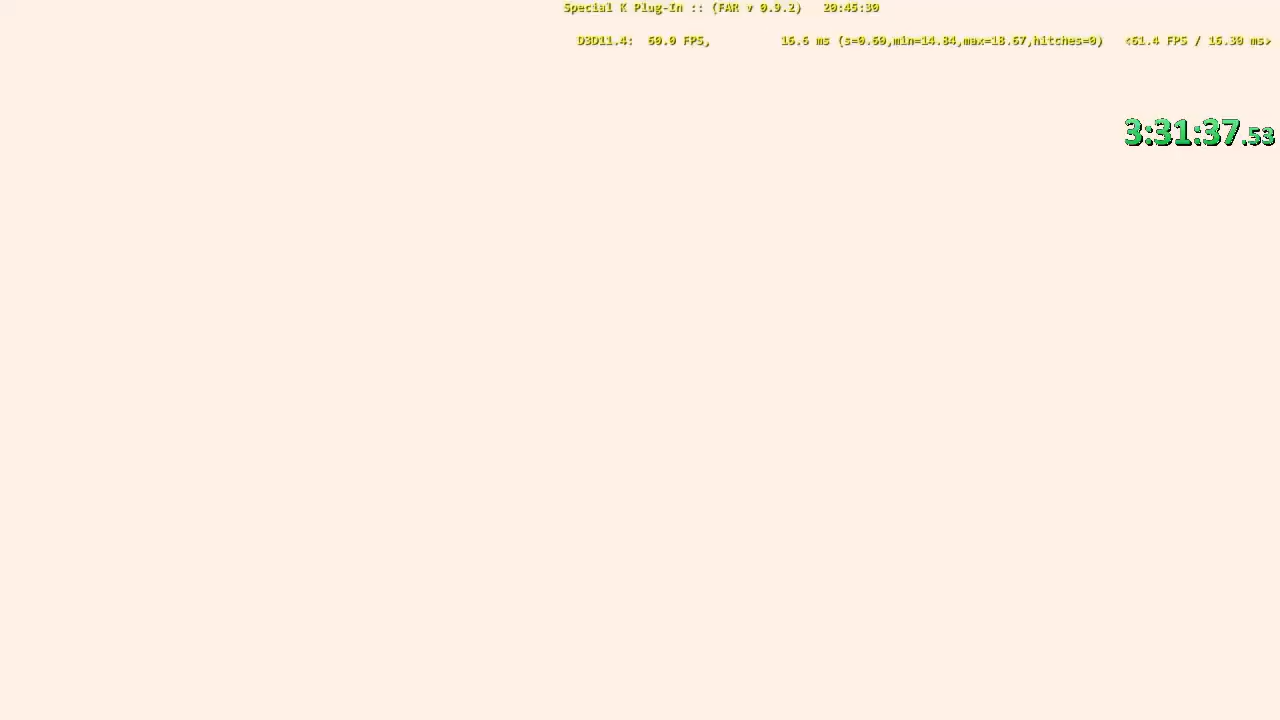 Special K Plug-In :: (FAR v 0.9.2)   20:45:30
D3D11.4:  60.0 FPS,          16.6 ms (s=0.60,min=14.84,max=18.67,hitches=0)   <61.4 FPS / 16.30 ms>
3:31:37.53